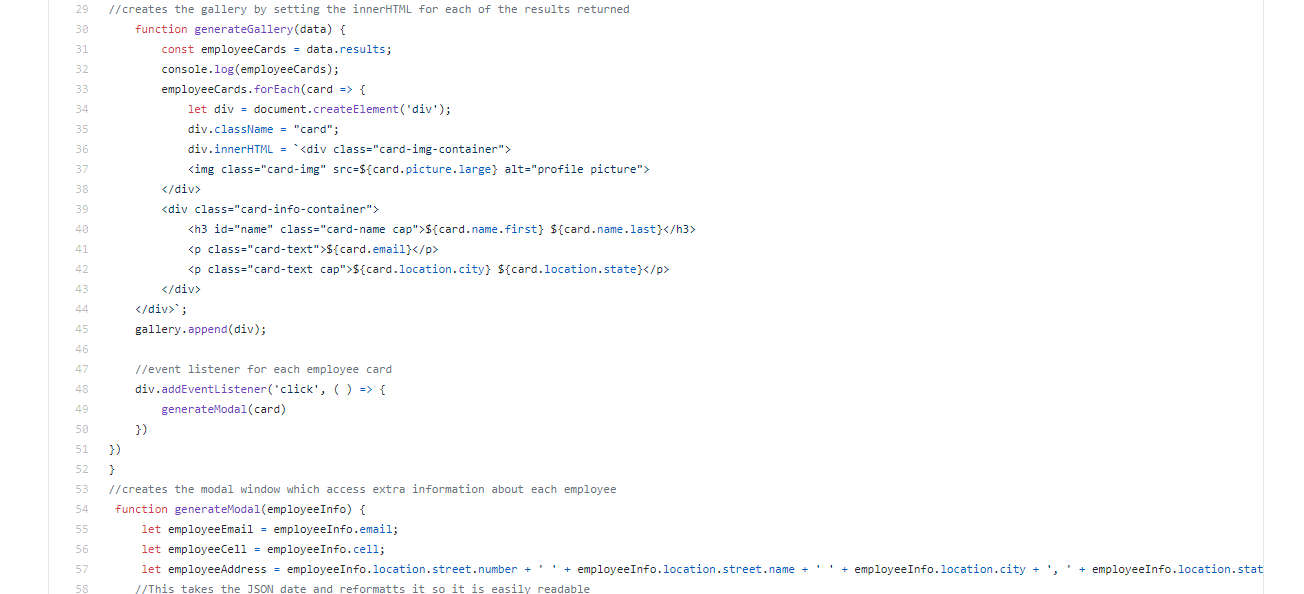 29 //creates the gallery by setting the innerHTML for each of the results returned
30 function generateGallery(data) {
31 const employeeCards = data.results;
32 console.log(employeeCards);
33 employeeCards.forEach(card => {
34 let div = document.createElement('div');
35 div.className = "card";
36 div.innerHTML = `<div class="card-img-container">
37 <img class="card-img" src=${card.picture.large} alt="profile picture">
38 </div>
39 <div class="card-info-container">
40 <h3 id="name" class="card-name cap">${card.name.first} ${card.name.last}</h3>
41 <p class="card-text">${card.email}</p>
42 <p class="card-text cap">${card.location.city} ${card.location.state}</p>
43 </div>
44 </div>`;
45 gallery.append(div);
46
47 //event listener for each employee card
48 div.addEventListener('click', ( ) => {
49 generateModal(card)
50 })
51 })
52 }
53 //creates the modal window which access extra information about each employee
54 function generateModal(employeeInfo) {
55 let employeeEmail = employeeInfo.email;
56 let employeeCell = employeeInfo.cell;
57 let employeeAddress = employeeInfo.location.street.number + ' ' + employeeInfo.location.street.name + ' ' + employeeInfo.location.city + ', ' + employeeInfo.location.stat
58 //This takes the JSON date and reformatts it so it is easily readable